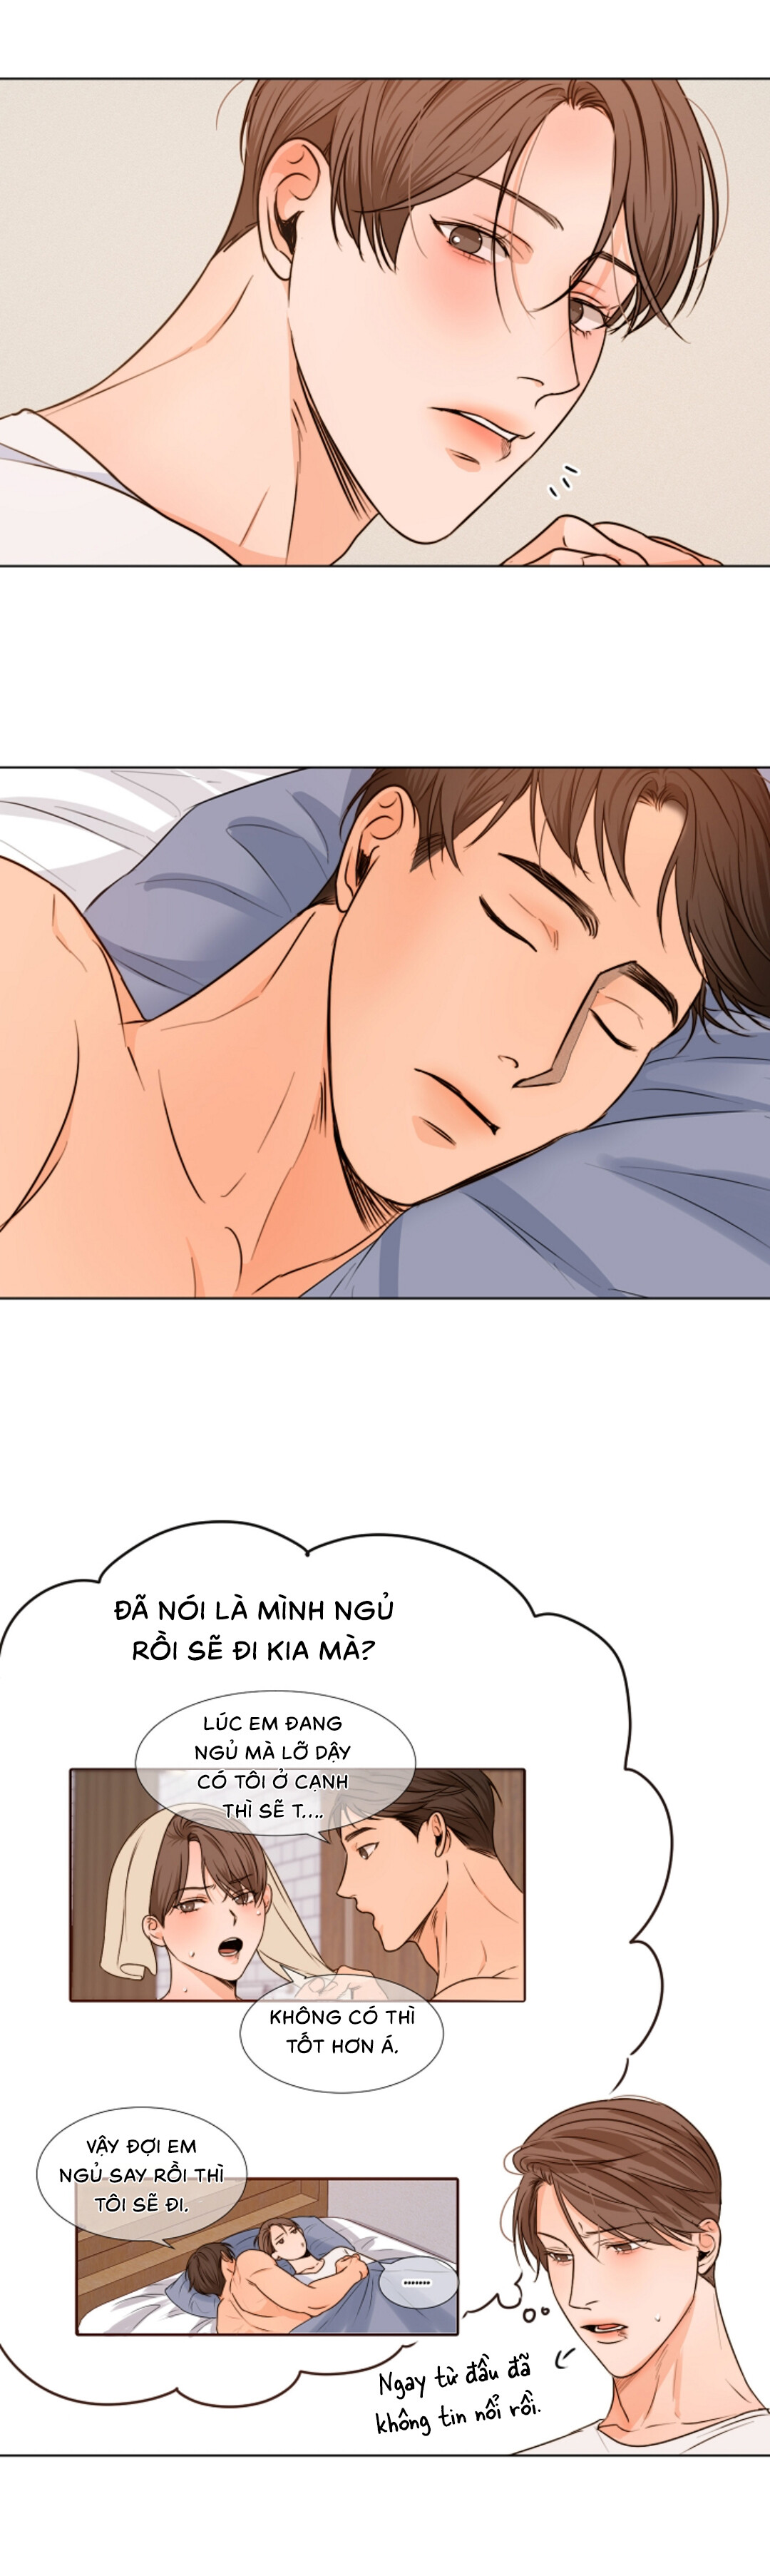 ĐÃ NÓI LÀ MÌNH NGỦ
RỒI SẼ ĐI KIA MÀ?
LÚC EM ĐANG
NGỦ MÀ LỠ DẬY
CÓ TÔI Ở CẠNH
THÌ SẼ T....
KHÔNG CÓ THÌ
TỐT HƠN Á.
VẬY ĐỢI EM
NGỦ SAY RỒI THÌ
TÔI SẼ ĐI.
.......
Ngay từ đầu đã
không tin nổi rồi.